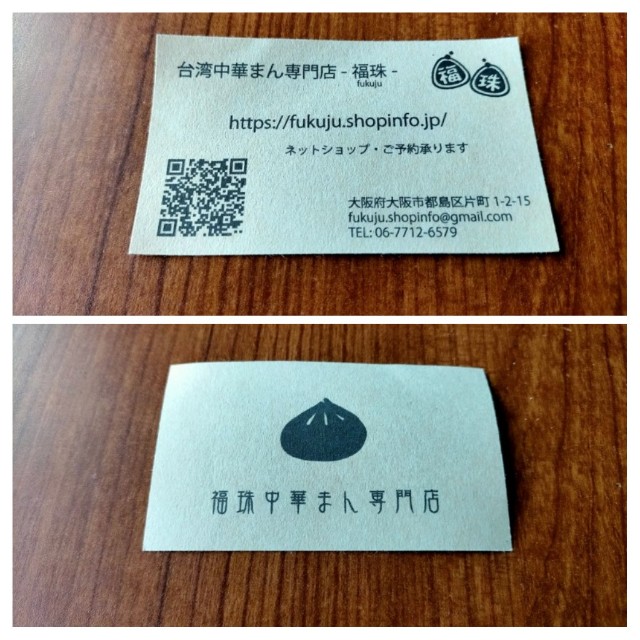 台湾中華まん専門店 - 福珠 -
fukuju
福 珠
https://fukuju.shopinfo.jp/
ネットショップ・ご予約承ります
大阪府大阪市都島区片町 1-2-15
fukuju.shopinfo@gmail.com
TEL: 06-7712-6579
福珠中華まん専門店